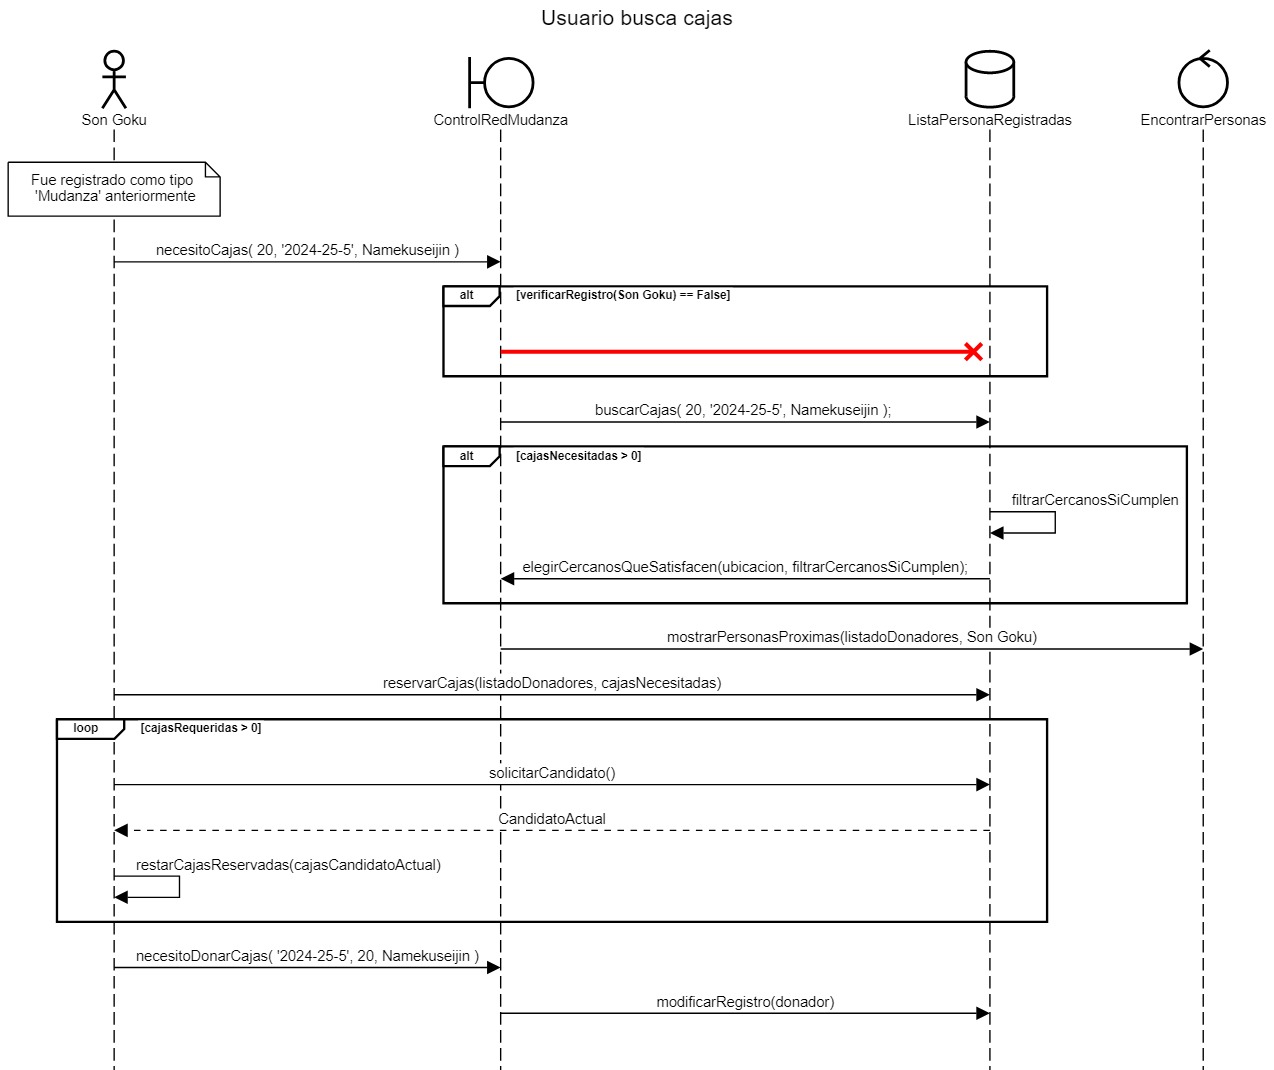 Usuario busca cajas
Son Goku
ControlRedMudanza
ListaPersonaRegistradas
EncontrarPersonas
Fue registrado como tipo
'Mudanza' anteriormente
necesitoCajas( 20, '2024-25-5', Namekuseijin )
alt
[verificarRegistro(Son Goku) == False]
buscarCajas( 20, '2024-25-5', Namekuseijin );
alt
[cajasNecesitadas > 0]
filtrarCercanosSiCumplen
elegirCercanosQueSatisfacen(ubicacion, filtrarCercanosSiCumplen);
mostrarPersonasProximas(listadoDonadores, Son Goku)
reservarCajas(listadoDonadores, cajasNecesitadas)
loop
[cajasRequeridas > 0]
solicitarCandidato()
CandidatoActual
restarCajasReservadas(cajasCandidatoActual)
necesitoDonarCajas( '2024-25-5', 20, Namekuseijin )
modificarRegistro(donador)